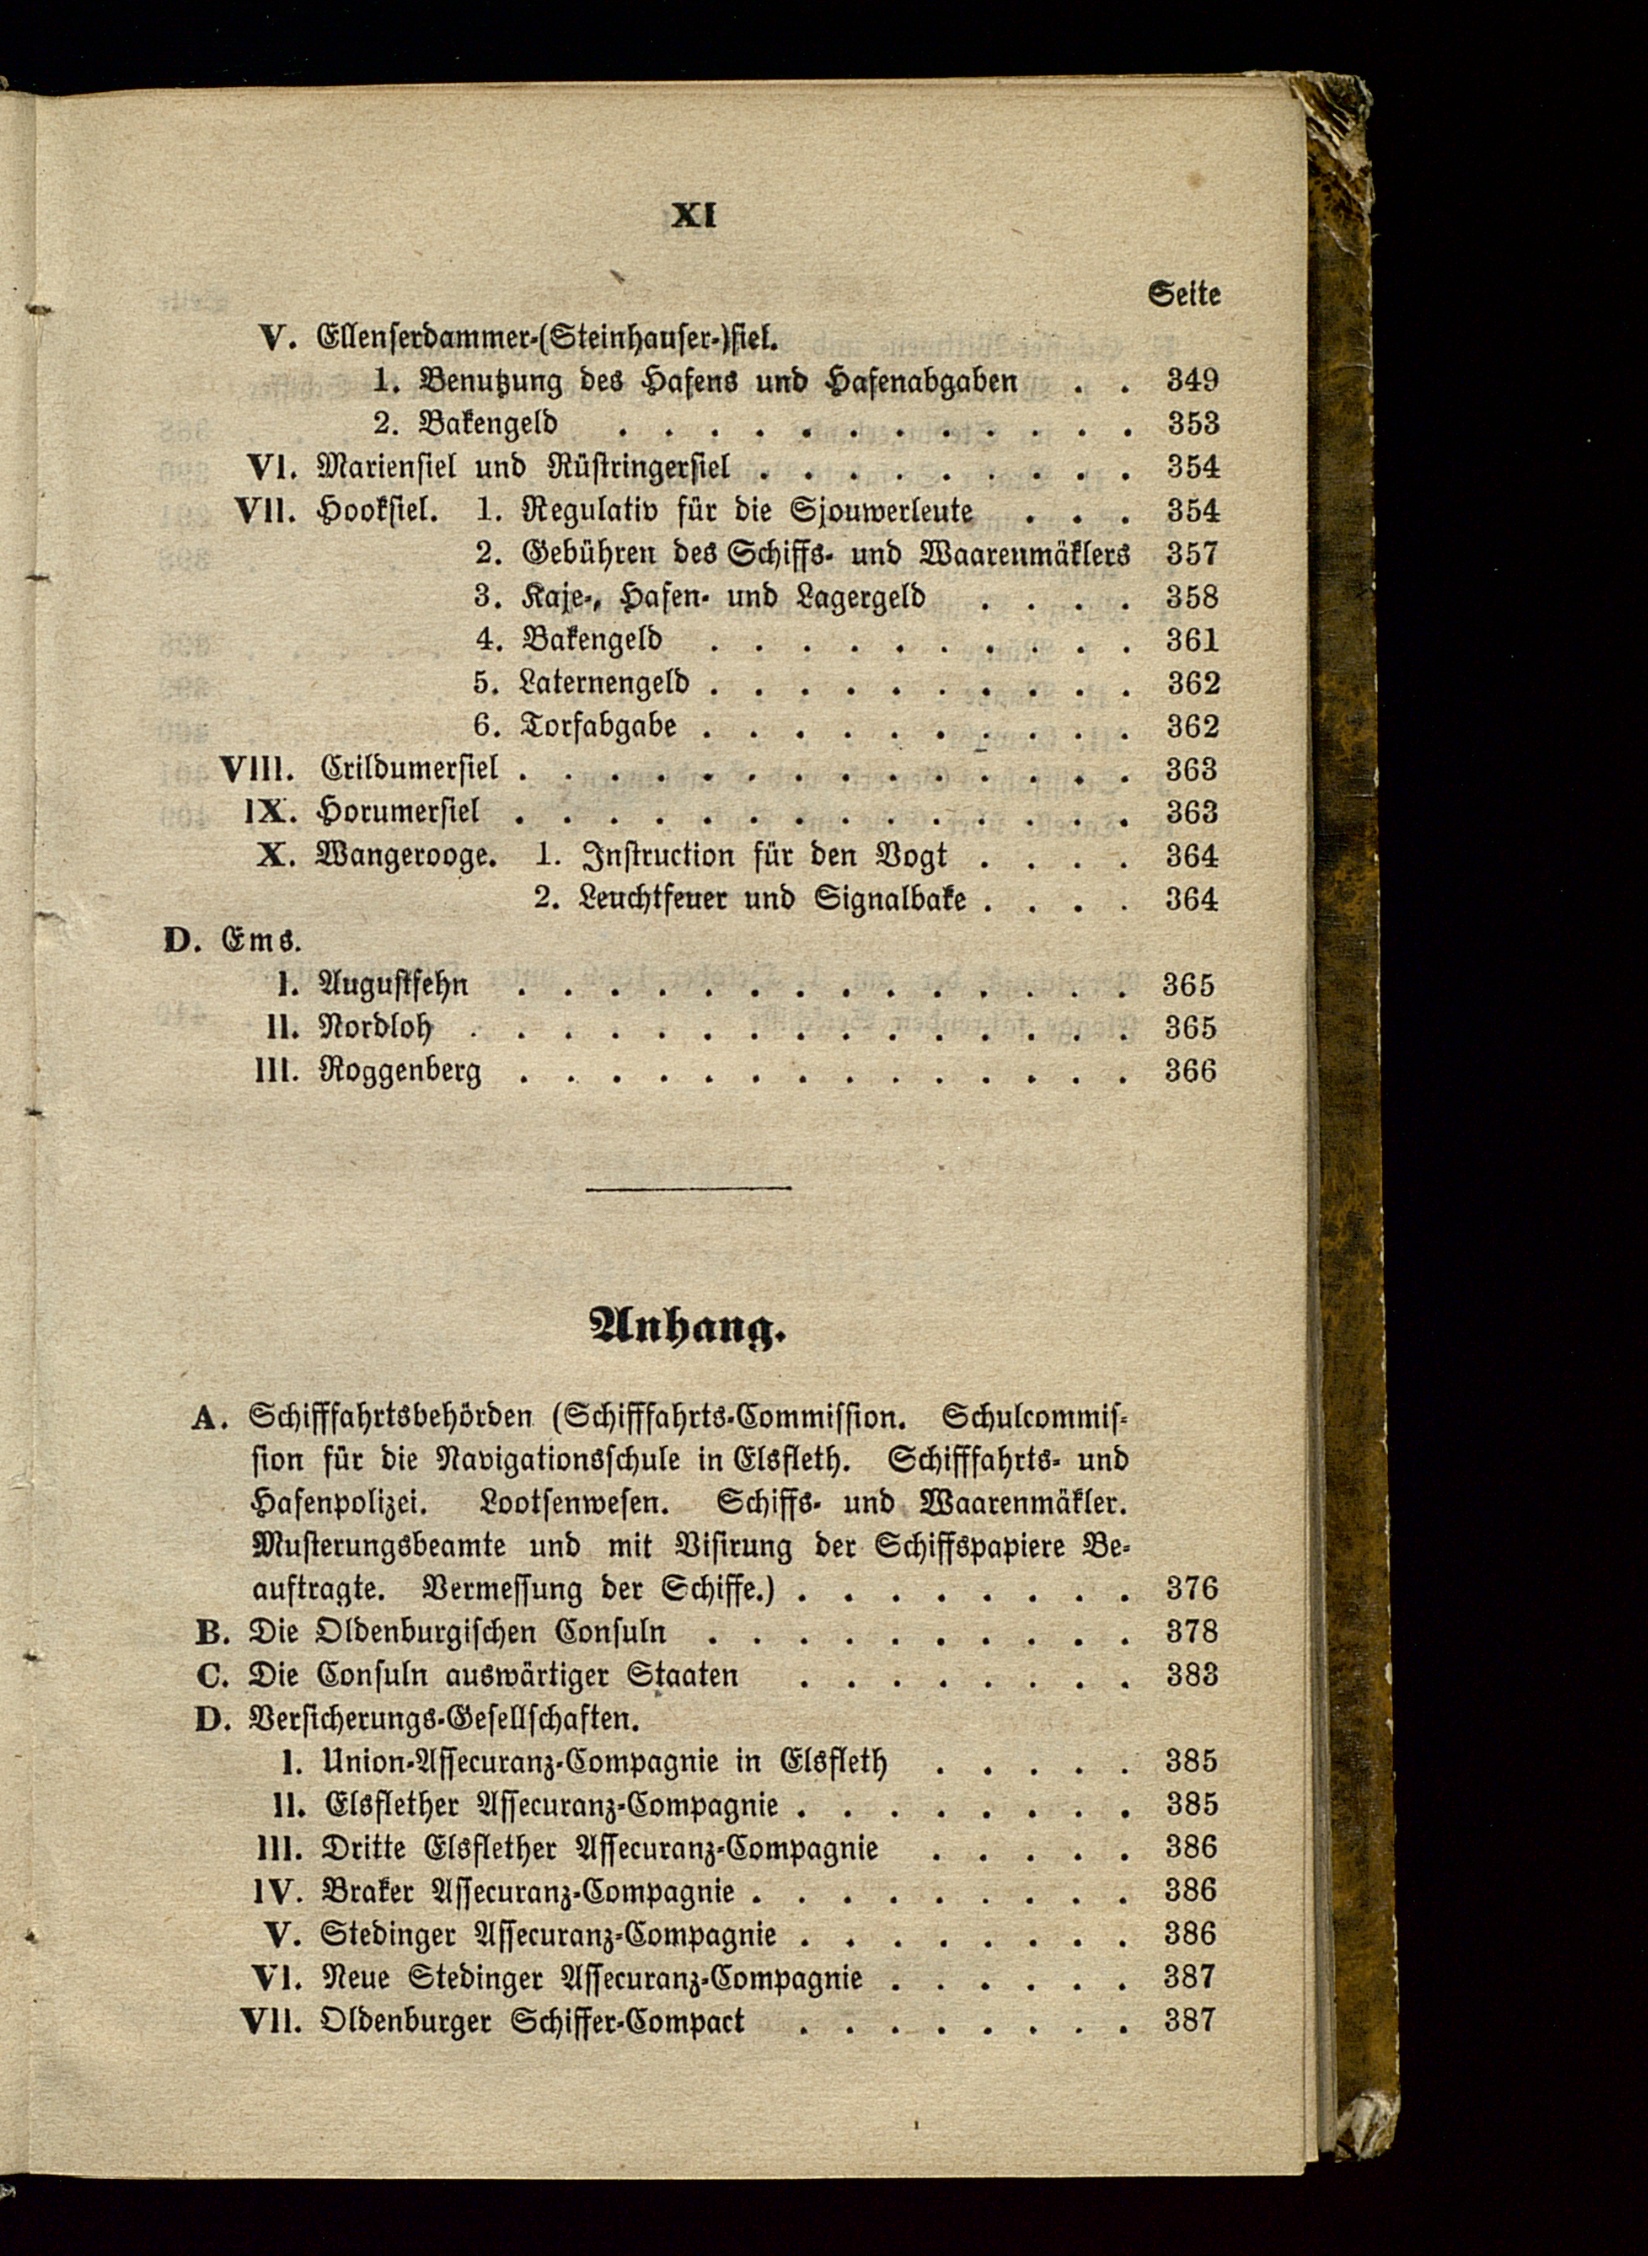 XI
Seite
V. Ellenserdammer-(Steinhauser-)siel.
1. Benutzung des Hafens und Hafenabgaben . . 349
2. Bakengeld . . . . . . . . . . . . 353
VI. Mariensiel und Rüstringersiel . . . . . . . . . 354
VII. Hooksiel. 1. Regulativ für die Sjouwerleute . . . 354
2. Gebühren des Schiffs- und Waarenmäklers 357
3. Kaje-, Hafen- und Lagergeld . . . . 358
4. Bakengeld . . . . . . . . . . 361
5. Laternengeld . . . . . . . . . . 362
6. Torfabgabe . . . . . . . . . . 362
VIII. Crildumersiel . . . . . . . . . . . . . . 363
IX. Horumersiel . . . . . . . . . . . . . . 363
X. Wangerooge. 1. Instruction für den Vogt . . . . 364
2. Leuchtfeuer und Signalbake . . . . 364
D. Ems.
I. Augustfehn . . . . . . . . . . . . . . 365
II. Nordloh . . . . . . . . . . . . . . . 365
III. Roggenberg . . . . . . . . . . . . . . 366
Anhang.
A. Schifffahrtsbehörden (Schifffahrts-Commission. Schulcommis-
sion für die Navigationsschule in Elsfleth. Schifffahrts- und
Hafenpolizei. Lootsenwesen. Schiffs- und Waarenmäkler.
Musterungsbeamte und mit Visirung der Schiffspapiere Be-
auftragte. Vermessung der Schiffe.) . . . . . . . . 376
B. Die Oldenburgischen Consuln . . . . . . . . . . 378
C. Die Consuln auswärtiger Staaten . . . . . . . . 383
D. Versicherungs-Gesellschaften.
I. Union-Assecuranz-Compagnie in Elsfleth . . . . . 385
II. Elsflether Assecuranz-Compagnie . . . . . . . . 385
III. Dritte Elsflether Assecuranz-Compagnie . . . . . 386
IV. Braker Assecuranz-Compagnie . . . . . . . . . 386
V. Stedinger Assecuranz-Compagnie . . . . . . . . 386
VI. Neue Stedinger Assecuranz-Compagnie . . . . . . 387
VII. Oldenburger Schiffer-Compact . . . . . . . . 387